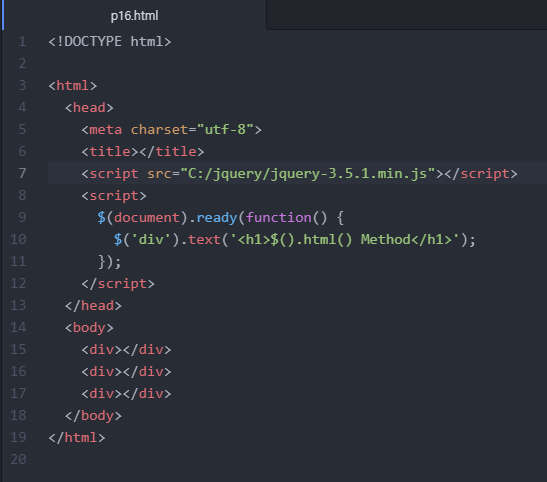 p16.html
1 <!DOCTYPE html>
2
3 <html>
4   <head>
5     <meta charset="utf-8">
6     <title></title>
7     <script src="C:/jquery/jquery-3.5.1.min.js"></script>
8     <script>
9       $(document).ready(function() {
10         $('div').text('<h1>$().html() Method</h1>');
11       });
12     </script>
13   </head>
14   <body>
15     <div></div>
16     <div></div>
17     <div></div>
18   </body>
19 </html>
20